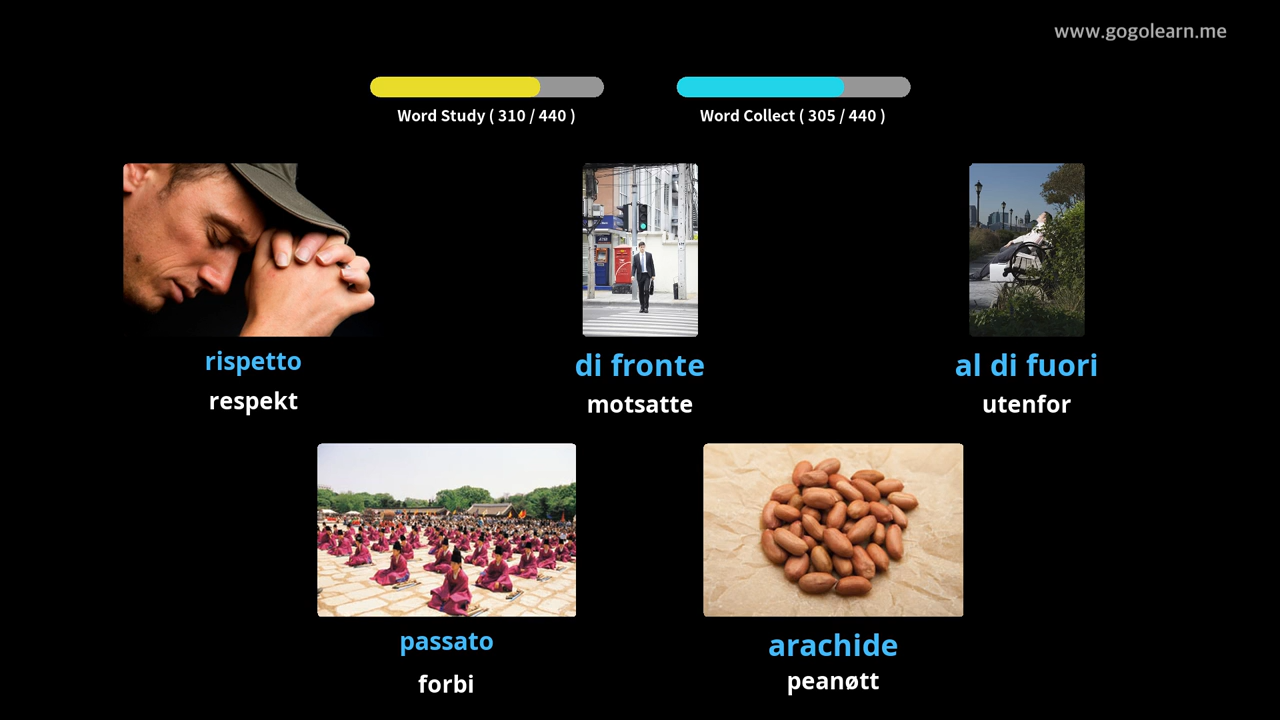 www.gogolearn.me
Word Study ( 310 / 440 )
Word Collect ( 305 / 440 )
rispetto
respekt
di fronte
motsatte
al di fuori
utenfor
passato
forbi
arachide
peanøtt